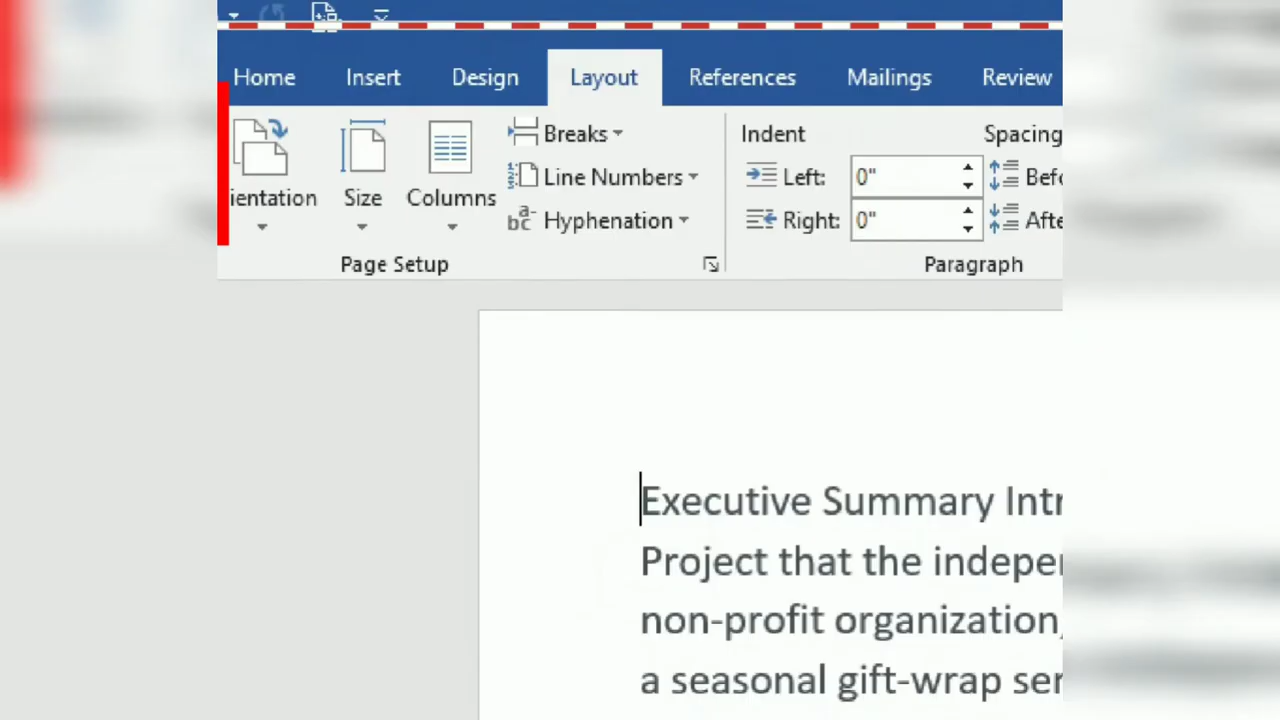 Home Insert Design Layout References Mailings Review
Indent Spacing
Breaks
Line Numbers Left: 0"
Size Columns
Hyphenation Right: 0"
Page Setup Paragraph
Executive Summary
Project that the
non-profit organization,
a seasonal gift-wrap